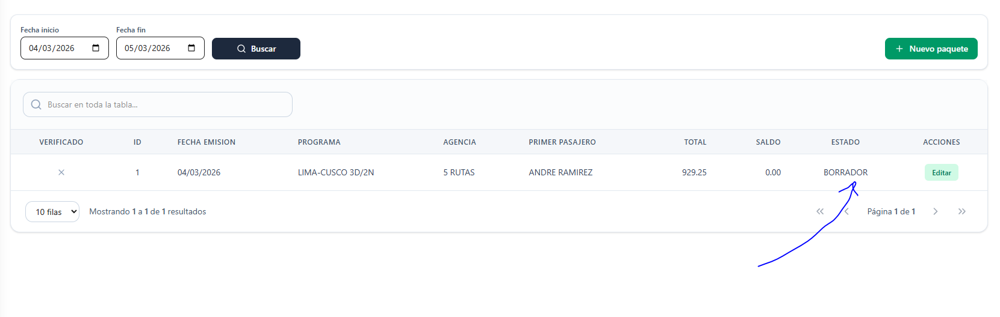 Fecha inicio Fecha fin
04/03/2026 05/03/2026 Buscar Nuevo paquete
Buscar en toda la tabla...
VERIFICADO ID FECHA EMISION PROGRAMA AGENCIA PRIMER PASAJERO TOTAL SALDO ESTADO ACCIONES
1 04/03/2026 LIMA-CUSCO 3D/2N 5 RUTAS ANDRE RAMIREZ 929.25 0.00 BORRADOR Editar
10 filas Mostrando 1 a 1 de 1 resultados Página 1 de 1